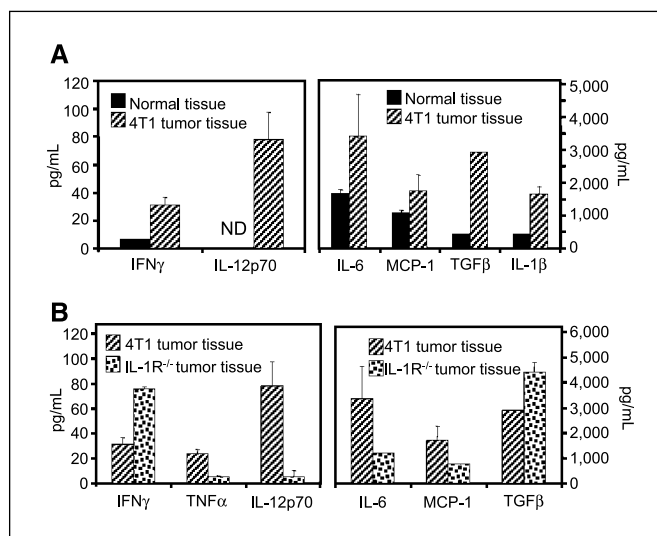 A
120
100
80
60
40
20
0
pg/mL
Normal tissue
4T1 tumor tissue
ND
IFNγ IL-12p70
Normal tissue
4T1 tumor tissue
5,000
4,000
3,000
2,000
1,000
0
pg/mL
IL-6 MCP-1 TGFβ IL-1β
B
120
100
80
60
40
20
0
pg/mL
4T1 tumor tissue
IL-1R-/- tumor tissue
IFNγ TNFα IL-12p70
4T1 tumor tissue
IL-1R-/- tumor tissue
6,000
5,000
4,000
3,000
2,000
1,000
0
pg/mL
IL-6 MCP-1 TGFβ